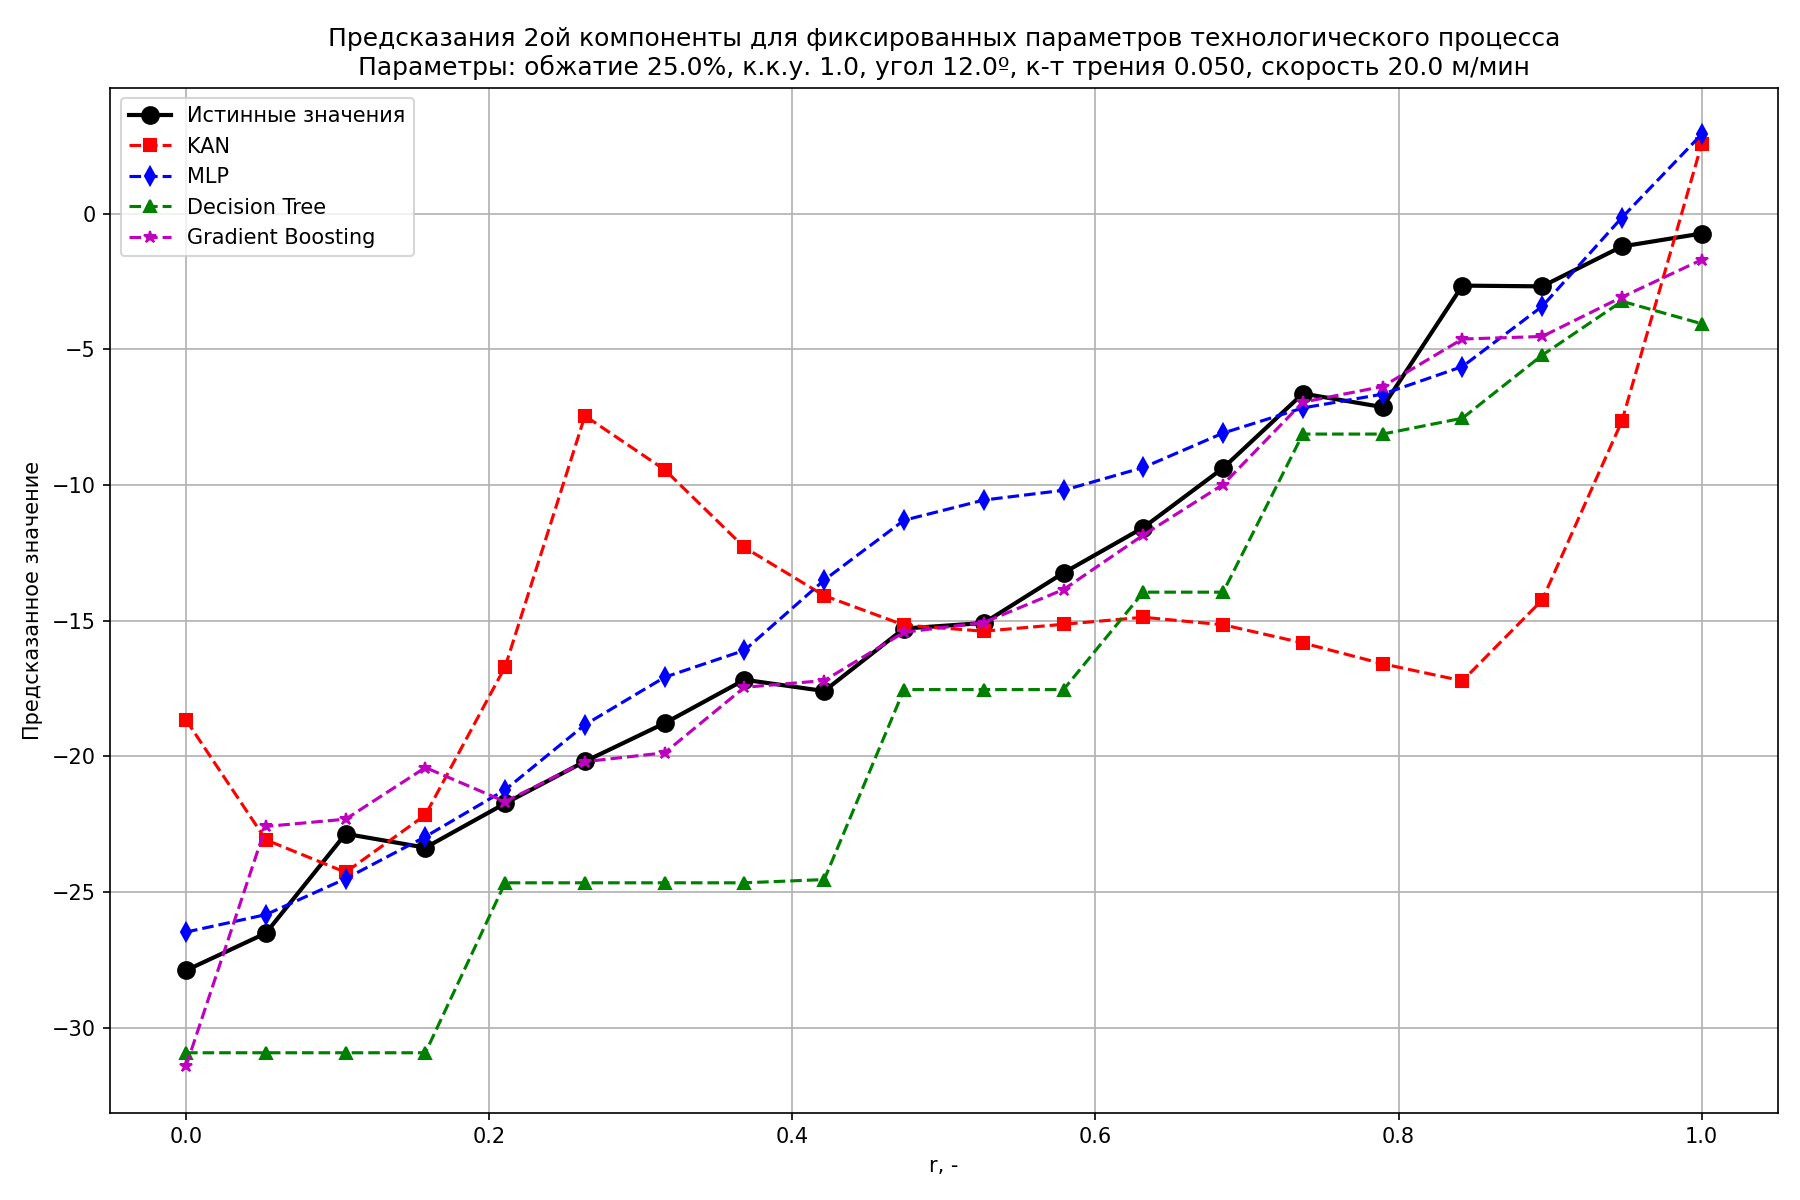 Предсказания 2ой компоненты для фиксированных параметров технологического процесса
Параметры: обжатие 25.0%, к.к.у. 1.0, угол 12.0º, к-т трения 0.050, скорость 20.0 м/мин
Истинные значения
KAN
MLP
Decision Tree
Gradient Boosting
Предсказанное значение
0
−5
−10
−15
−20
−25
−30
0.0 0.2 0.4 0.6 0.8 1.0
r, -